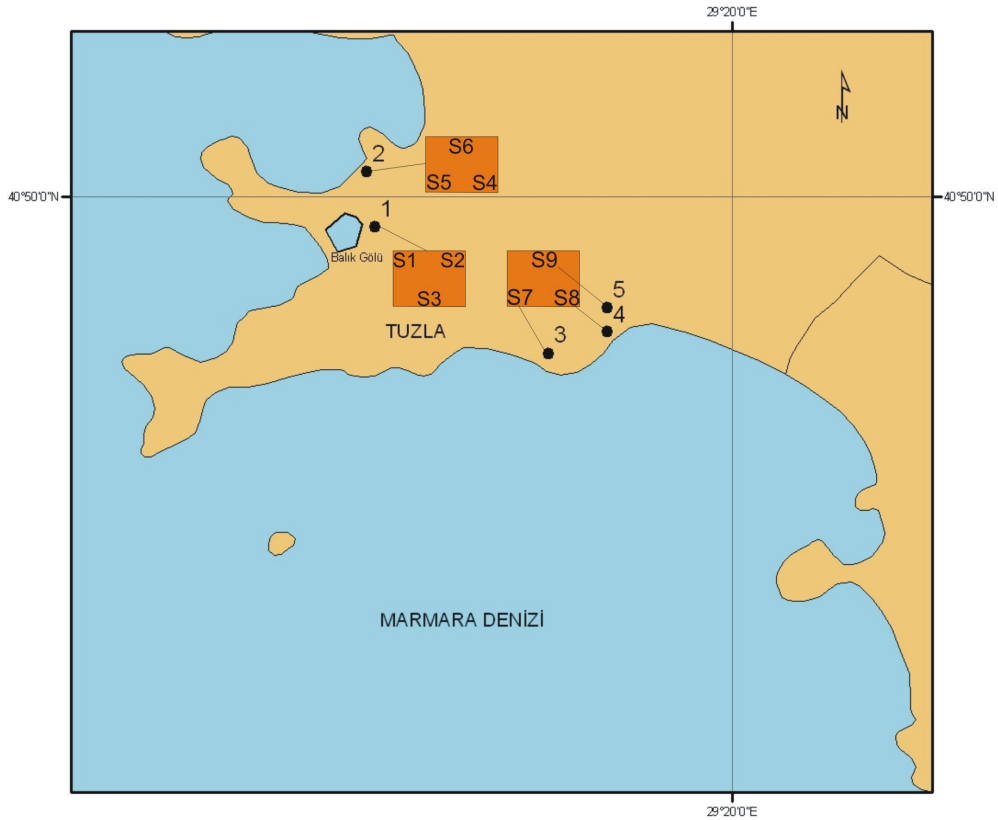 29°20'0"E
N
S6
2
S5 S4
40°50'0"N
40°50'0"N
1
Balık Gölü
S1 S2
S9
S3
S7 S8
5
4
TUZLA
3
MARMARA DENİZİ
29°20'0"E